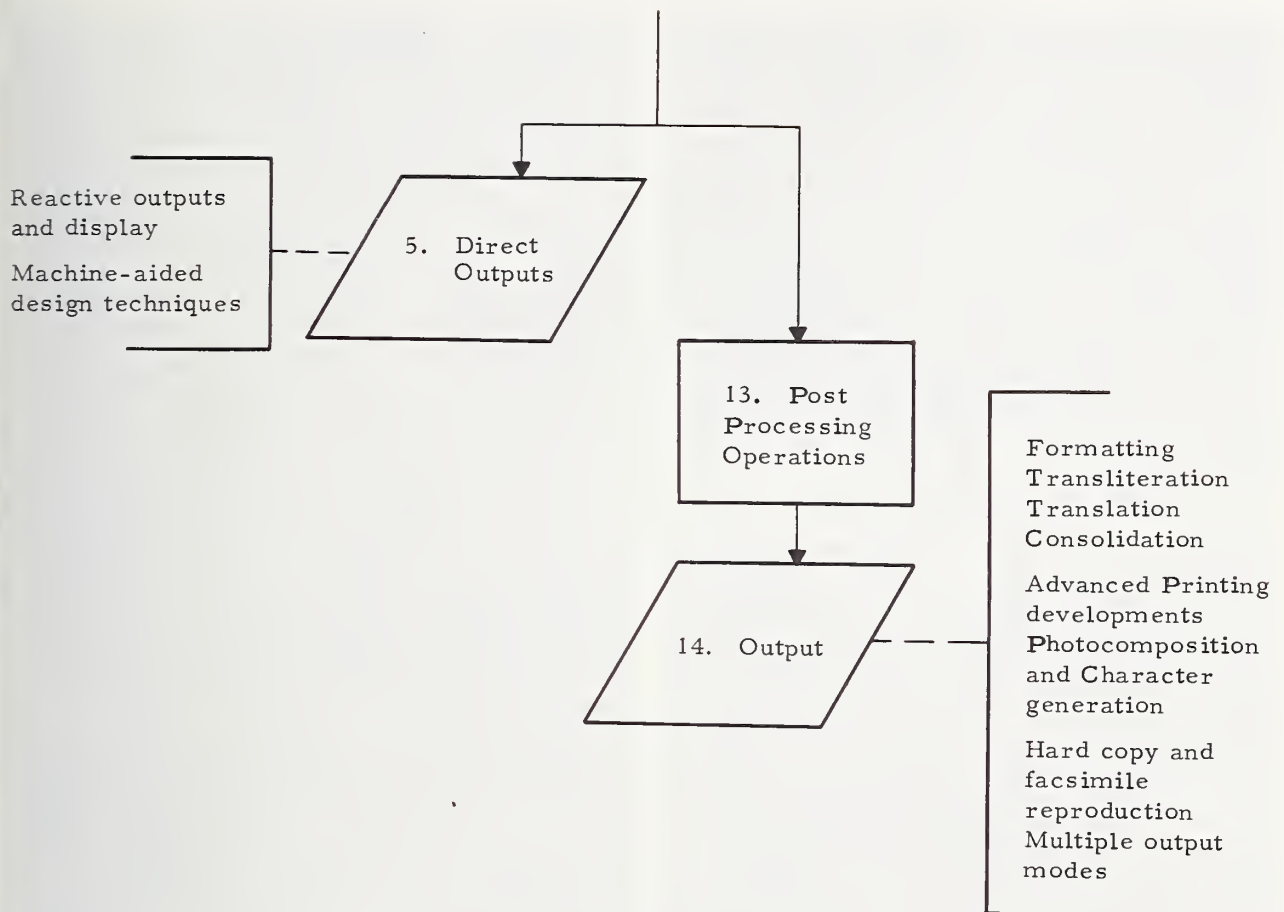 Reactive outputs
and display
Machine-aided
design techniques
5. Direct
Outputs
13. Post
Processing
Operations
14. Output
Formatting
Transliteration
Translation
Consolidation
Advanced Printing
developments
Photocomposition
and Character
generation
Hard copy and
facsimile
reproduction
Multiple output
modes